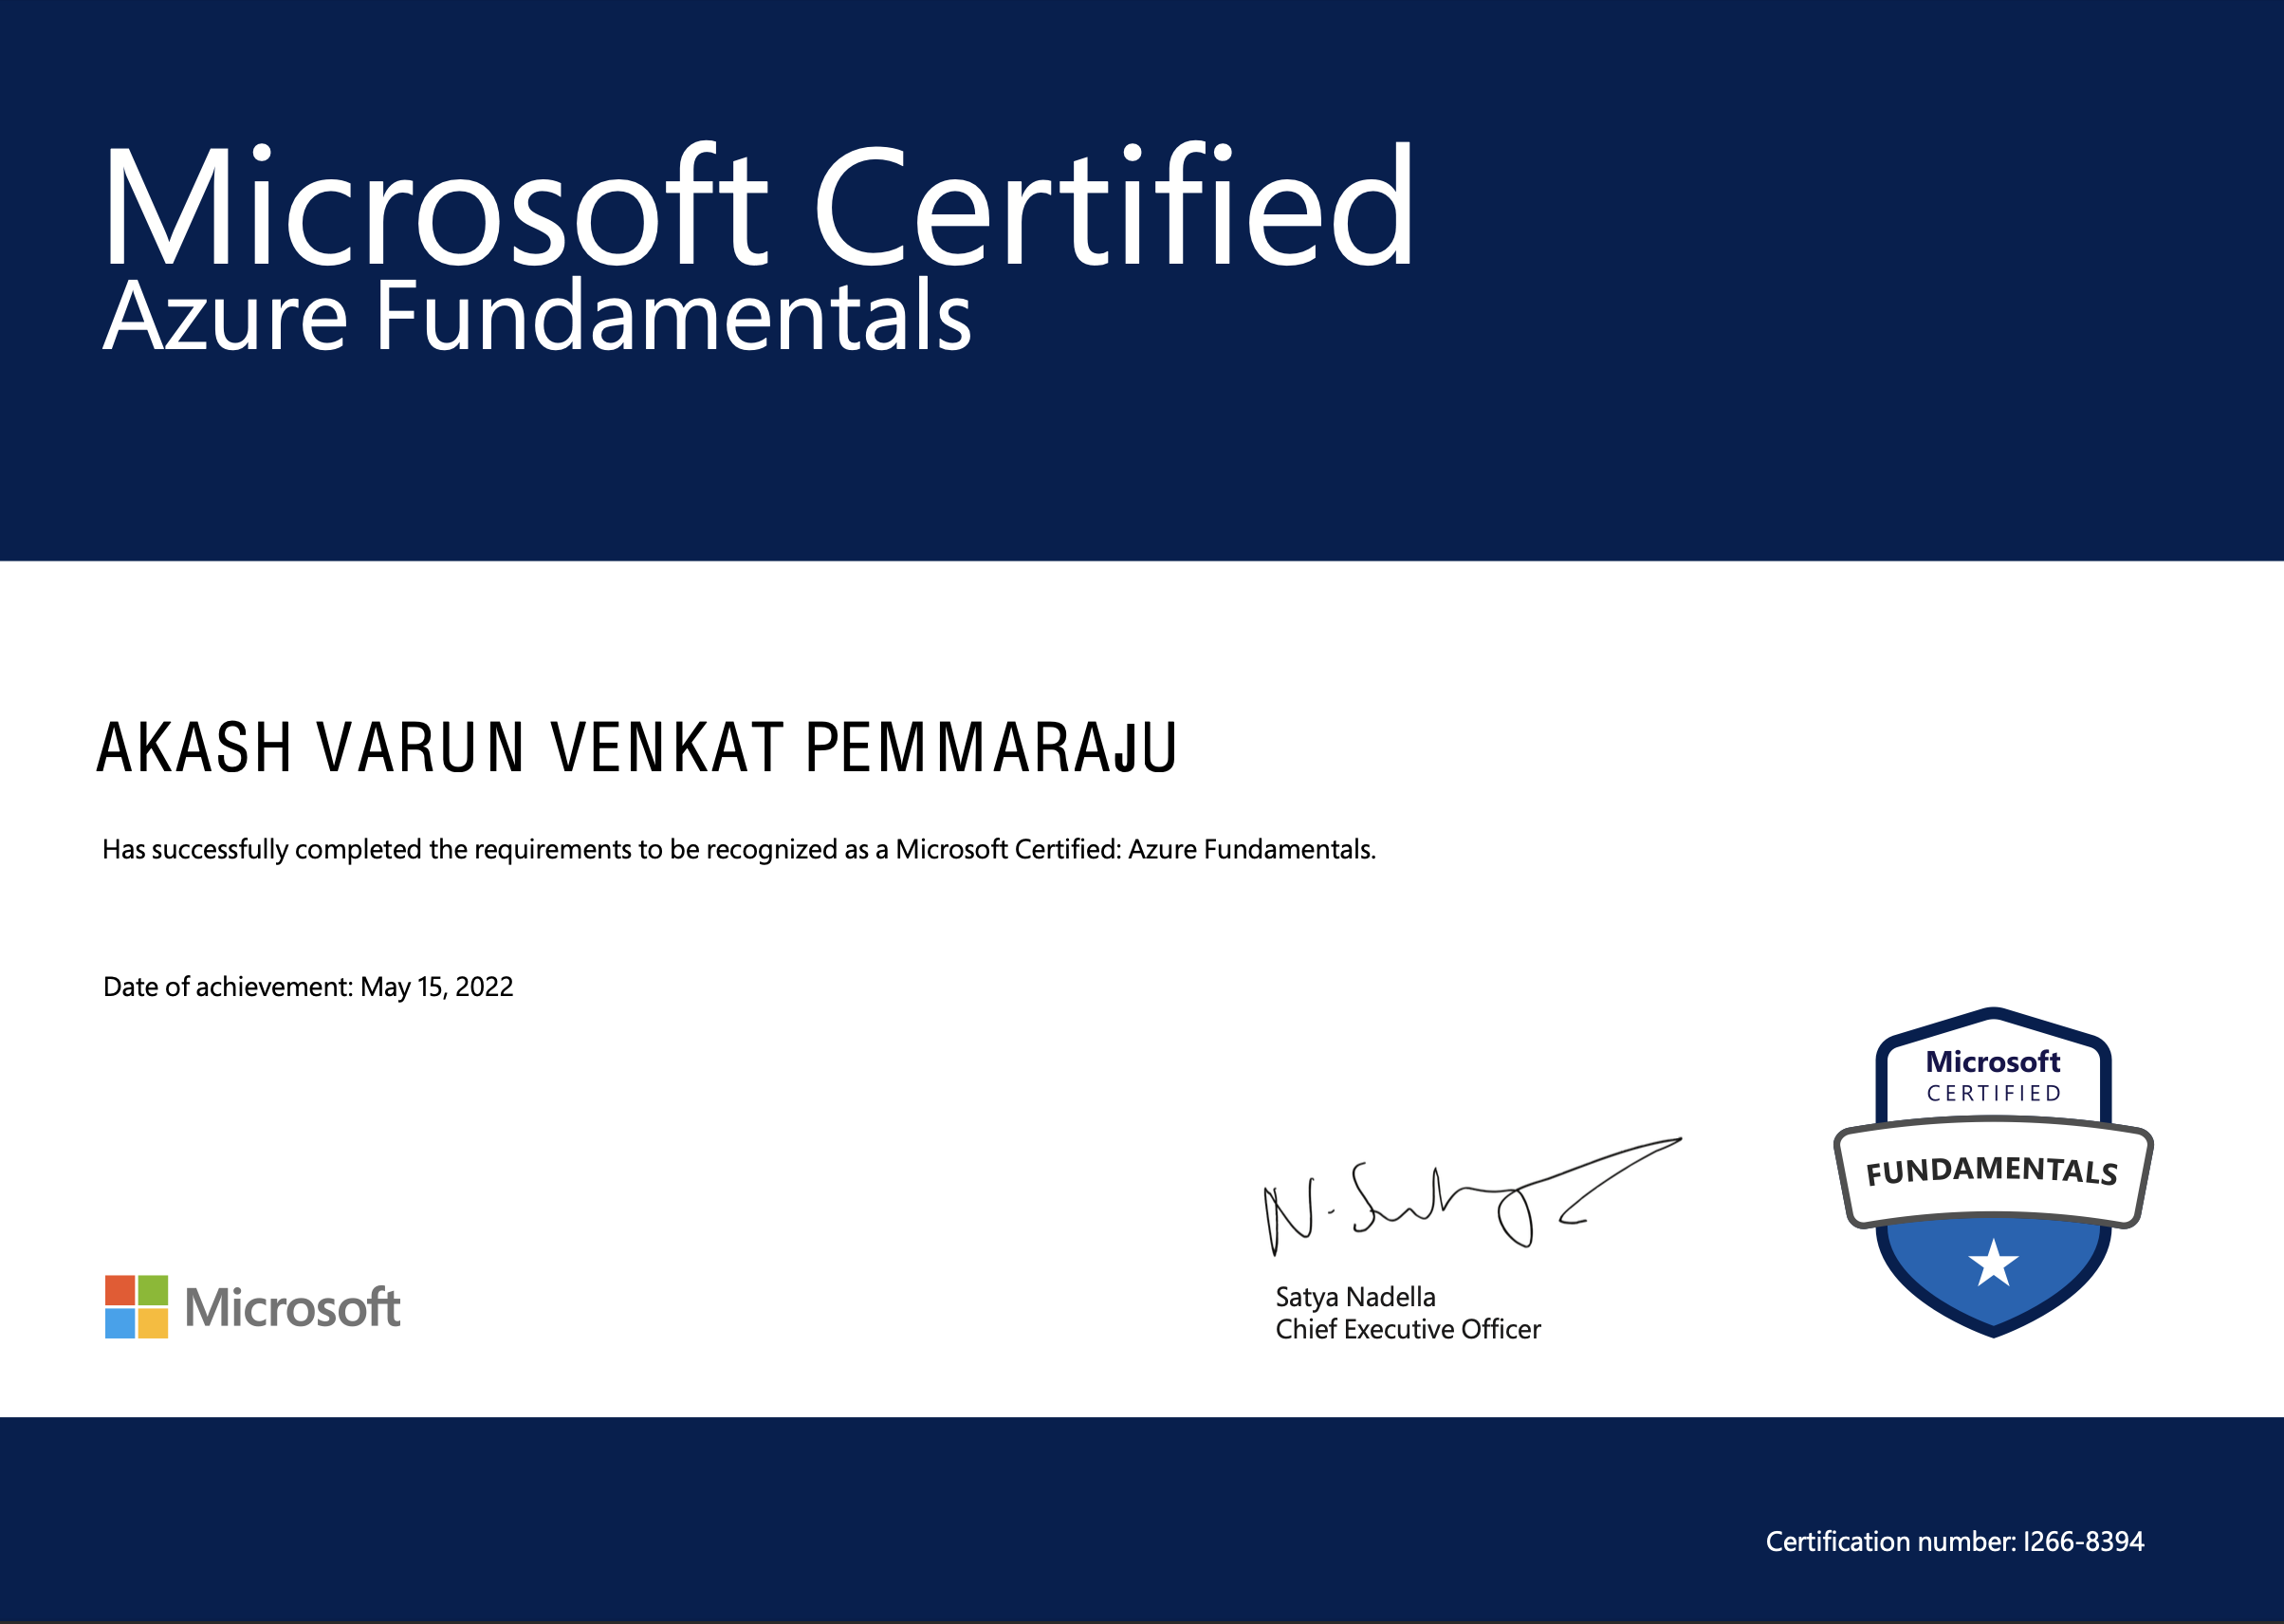 Microsoft Certified
Azure Fundamentals
AKASH VARUN VENKAT PEMMARAJU
Has successfully completed the requirements to be recognized as a Microsoft Certified: Azure Fundamentals.
Date of achievement: May 15, 2022
Microsoft
CERTIFIED
FUNDAMENTALS
N. Satya
Satya Nadella
Chief Executive Officer
Microsoft
Certification number: I266-8394